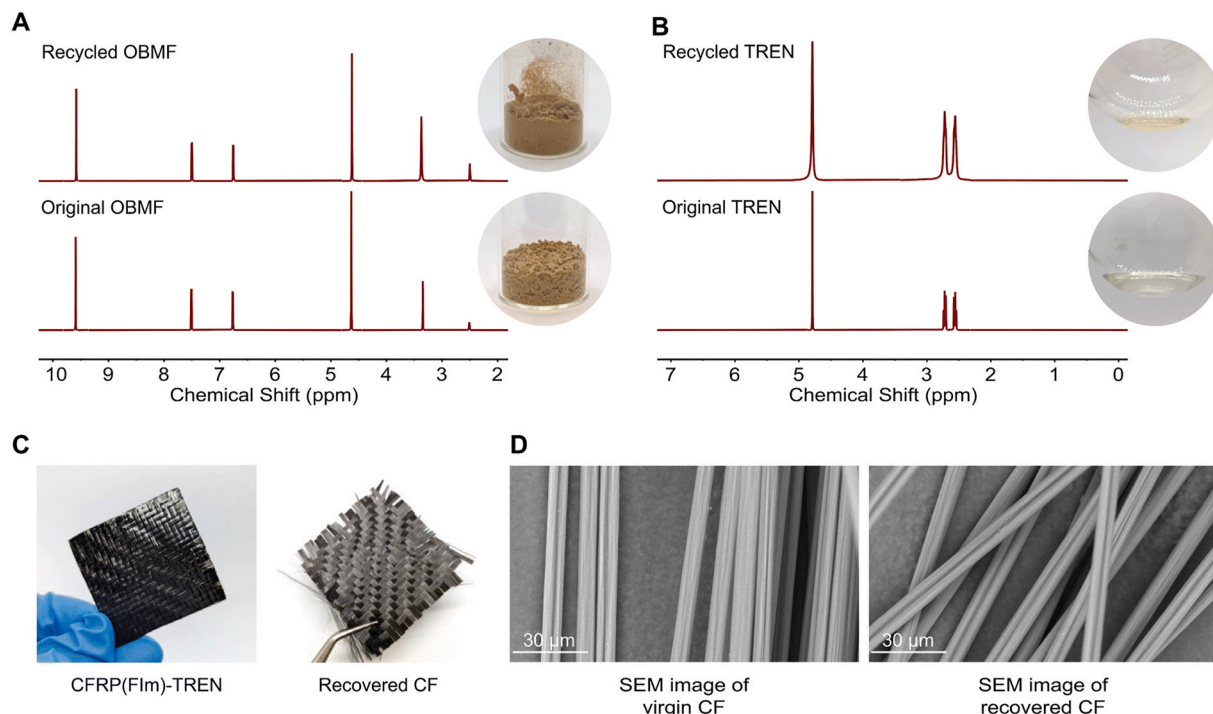 A
Recycled OBMF
Original OBMF
10 9 8 7 6 5 4 3 2
Chemical Shift (ppm)
B
Recycled TREN
Original TREN
7 6 5 4 3 2 1 0
Chemical Shift (ppm)
C
CFRP(FIm)-TREN
Recovered CF
D
30 µm
SEM image of
virgin CF
30 µm
SEM image of
recovered CF